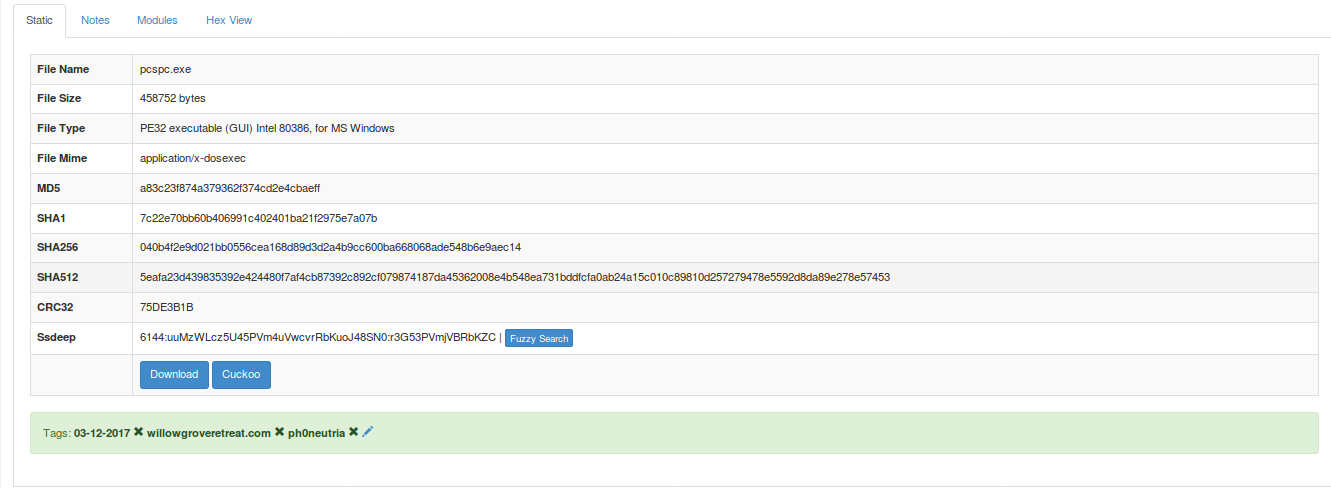 Static Notes Modules Hex View
File Name pcspc.exe
File Size 458752 bytes
File Type PE32 executable (GUI) Intel 80386, for MS Windows
File Mime application/x-dosexec
MD5 a83c23f874a379362f374cd2e4cbaeff
SHA1 7c22e70bb60b406991c402401ba21f2975e7a07b
SHA256 040b4f2e9d021bb0556cea168d89d3d2a4b9cc600ba668068ade548b6e9aec14
SHA512 5eafa23d439835392e424480f7af4cb87392c892cf079874187da45362008e4b548ea731bddfcfa0ab24a15c010c89810d257279478e5592d8da89e278e57453
CRC32 75DE3B1B
Ssdeep 6144:uuMzWLcz5U45PVm4uVwcvrRbKuoJ48SN0:r3G53PVmjVBRbKZC | Fuzzy Search
Download Cuckoo
Tags: 03-12-2017 ✖ willowgroveretreat.com ✖ ph0neutria ✖